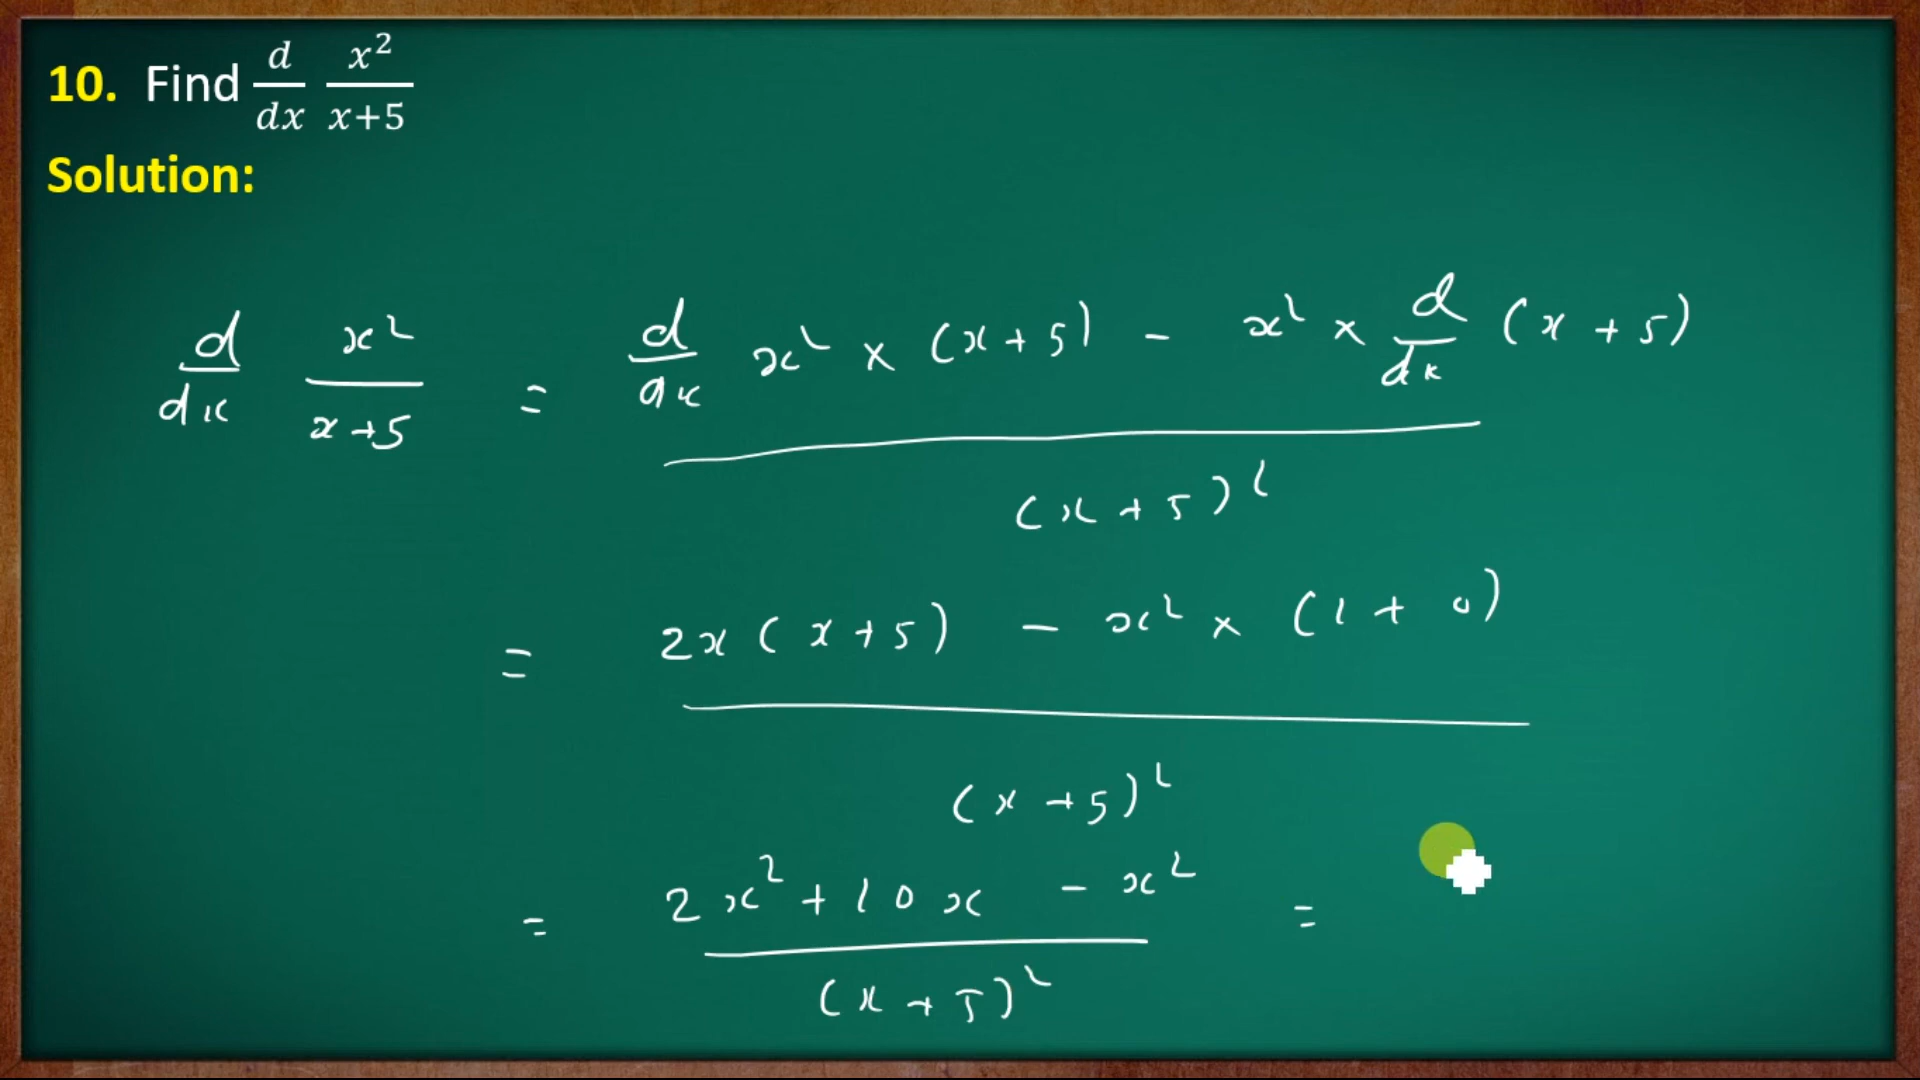 10. Find d/dx x²/x+5
Solution:
d/dx x²/x+5 = d/dx x² × (x+5) - x² × d/dx (x+5)
(x+5)²
= 2x(x+5) - x² × (1+0)
(x+5)²
= 2x²+10x - x² =
(x+5)²